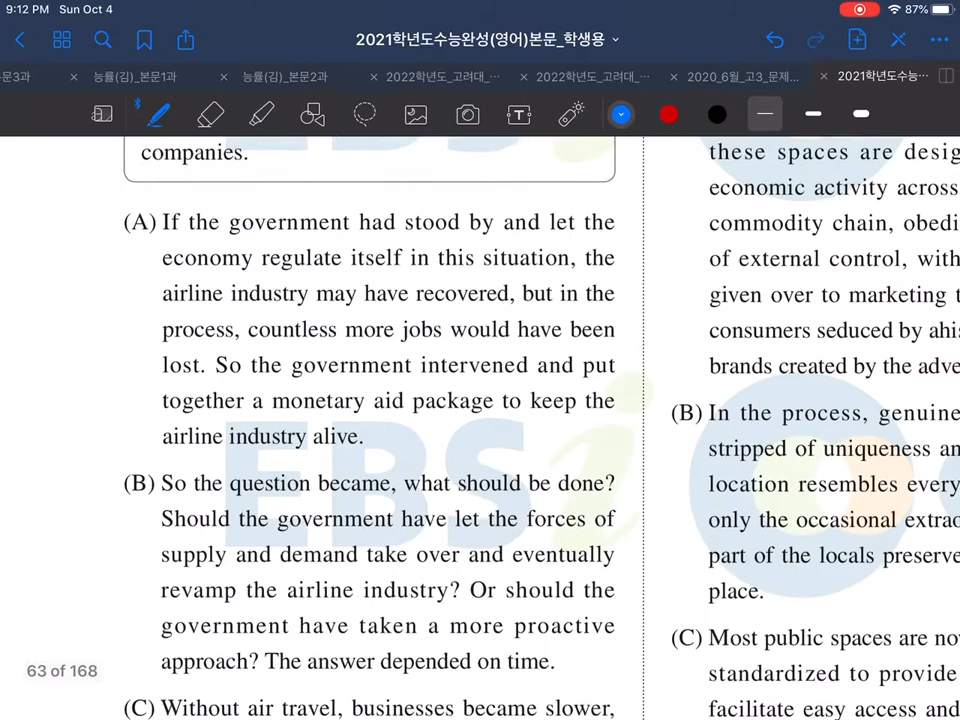 9:12 PM Sun Oct 4
87%
2021학년도수능완성(영어)본문_학생용
문3과
능률(김)_본문1과
능률(김)_본문2과
2022학년도_고려대_…
2022학년도_고려대_…
2020_6월_고3_문제…
2021학년도수능…
companies.
(A) If the government had stood by and let the
economy regulate itself in this situation, the
airline industry may have recovered, but in the
process, countless more jobs would have been
lost. So the government intervened and put
together a monetary aid package to keep the
airline industry alive.
(B) So the question became, what should be done?
Should the government have let the forces of
supply and demand take over and eventually
revamp the airline industry? Or should the
government have taken a more proactive
approach? The answer depended on time.
(C) Without air travel, businesses became slower,
these spaces are desig
economic activity across
commodity chain, obedi
of external control, with
given over to marketing t
consumers seduced by ahi
brands created by the adve
(B) In the process, genuine
stripped of uniqueness an
location resembles every
only the occasional extrao
part of the locals preserve
place.
(C) Most public spaces are nov
standardized to provide
facilitate easy access and
63 of 168
EBSi